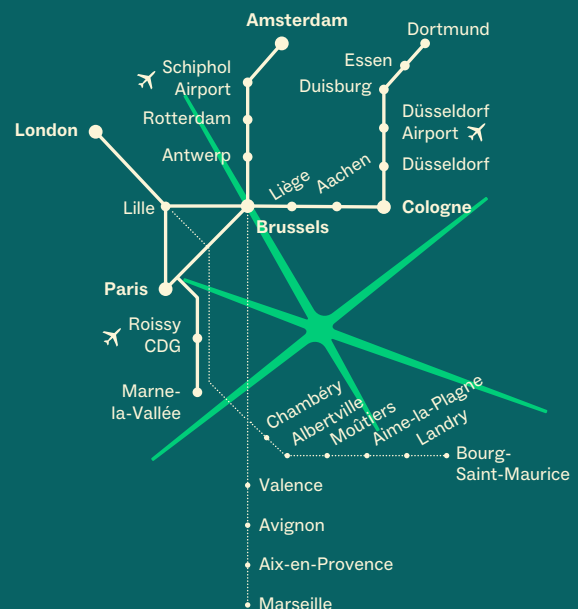 Amsterdam
Dortmund
Essen
Schiphol
Airport
Duisburg
Rotterdam
Düsseldorf
Airport
London
Antwerp
Düsseldorf
Liège
Aachen
Lille
Brussels
Cologne
Paris
Roissy
CDG
Marne-
la-Vallée
Chambéry
Albertville
Moûtiers
Aime-la-Plagne
Landry
Bourg-
Saint-Maurice
Valence
Avignon
Aix-en-Provence
Marseille